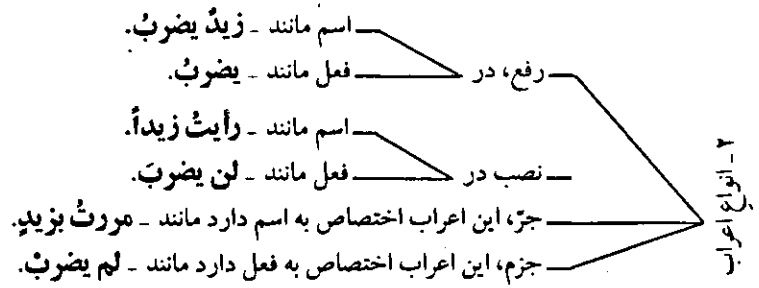 ۲ - انواع اعراب
رفع، در
اسم مانند - زیدٌ یضربُ.
فعل مانند - یضربُ.
نصب در
اسم مانند - رأیتُ زیداً.
فعل مانند - لن یضربَ.
جرّ، این اعراب اختصاص به اسم دارد مانند - مررتُ بزیدٍ.
جزم، این اعراب اختصاص به فعل دارد مانند - لم یضربْ.